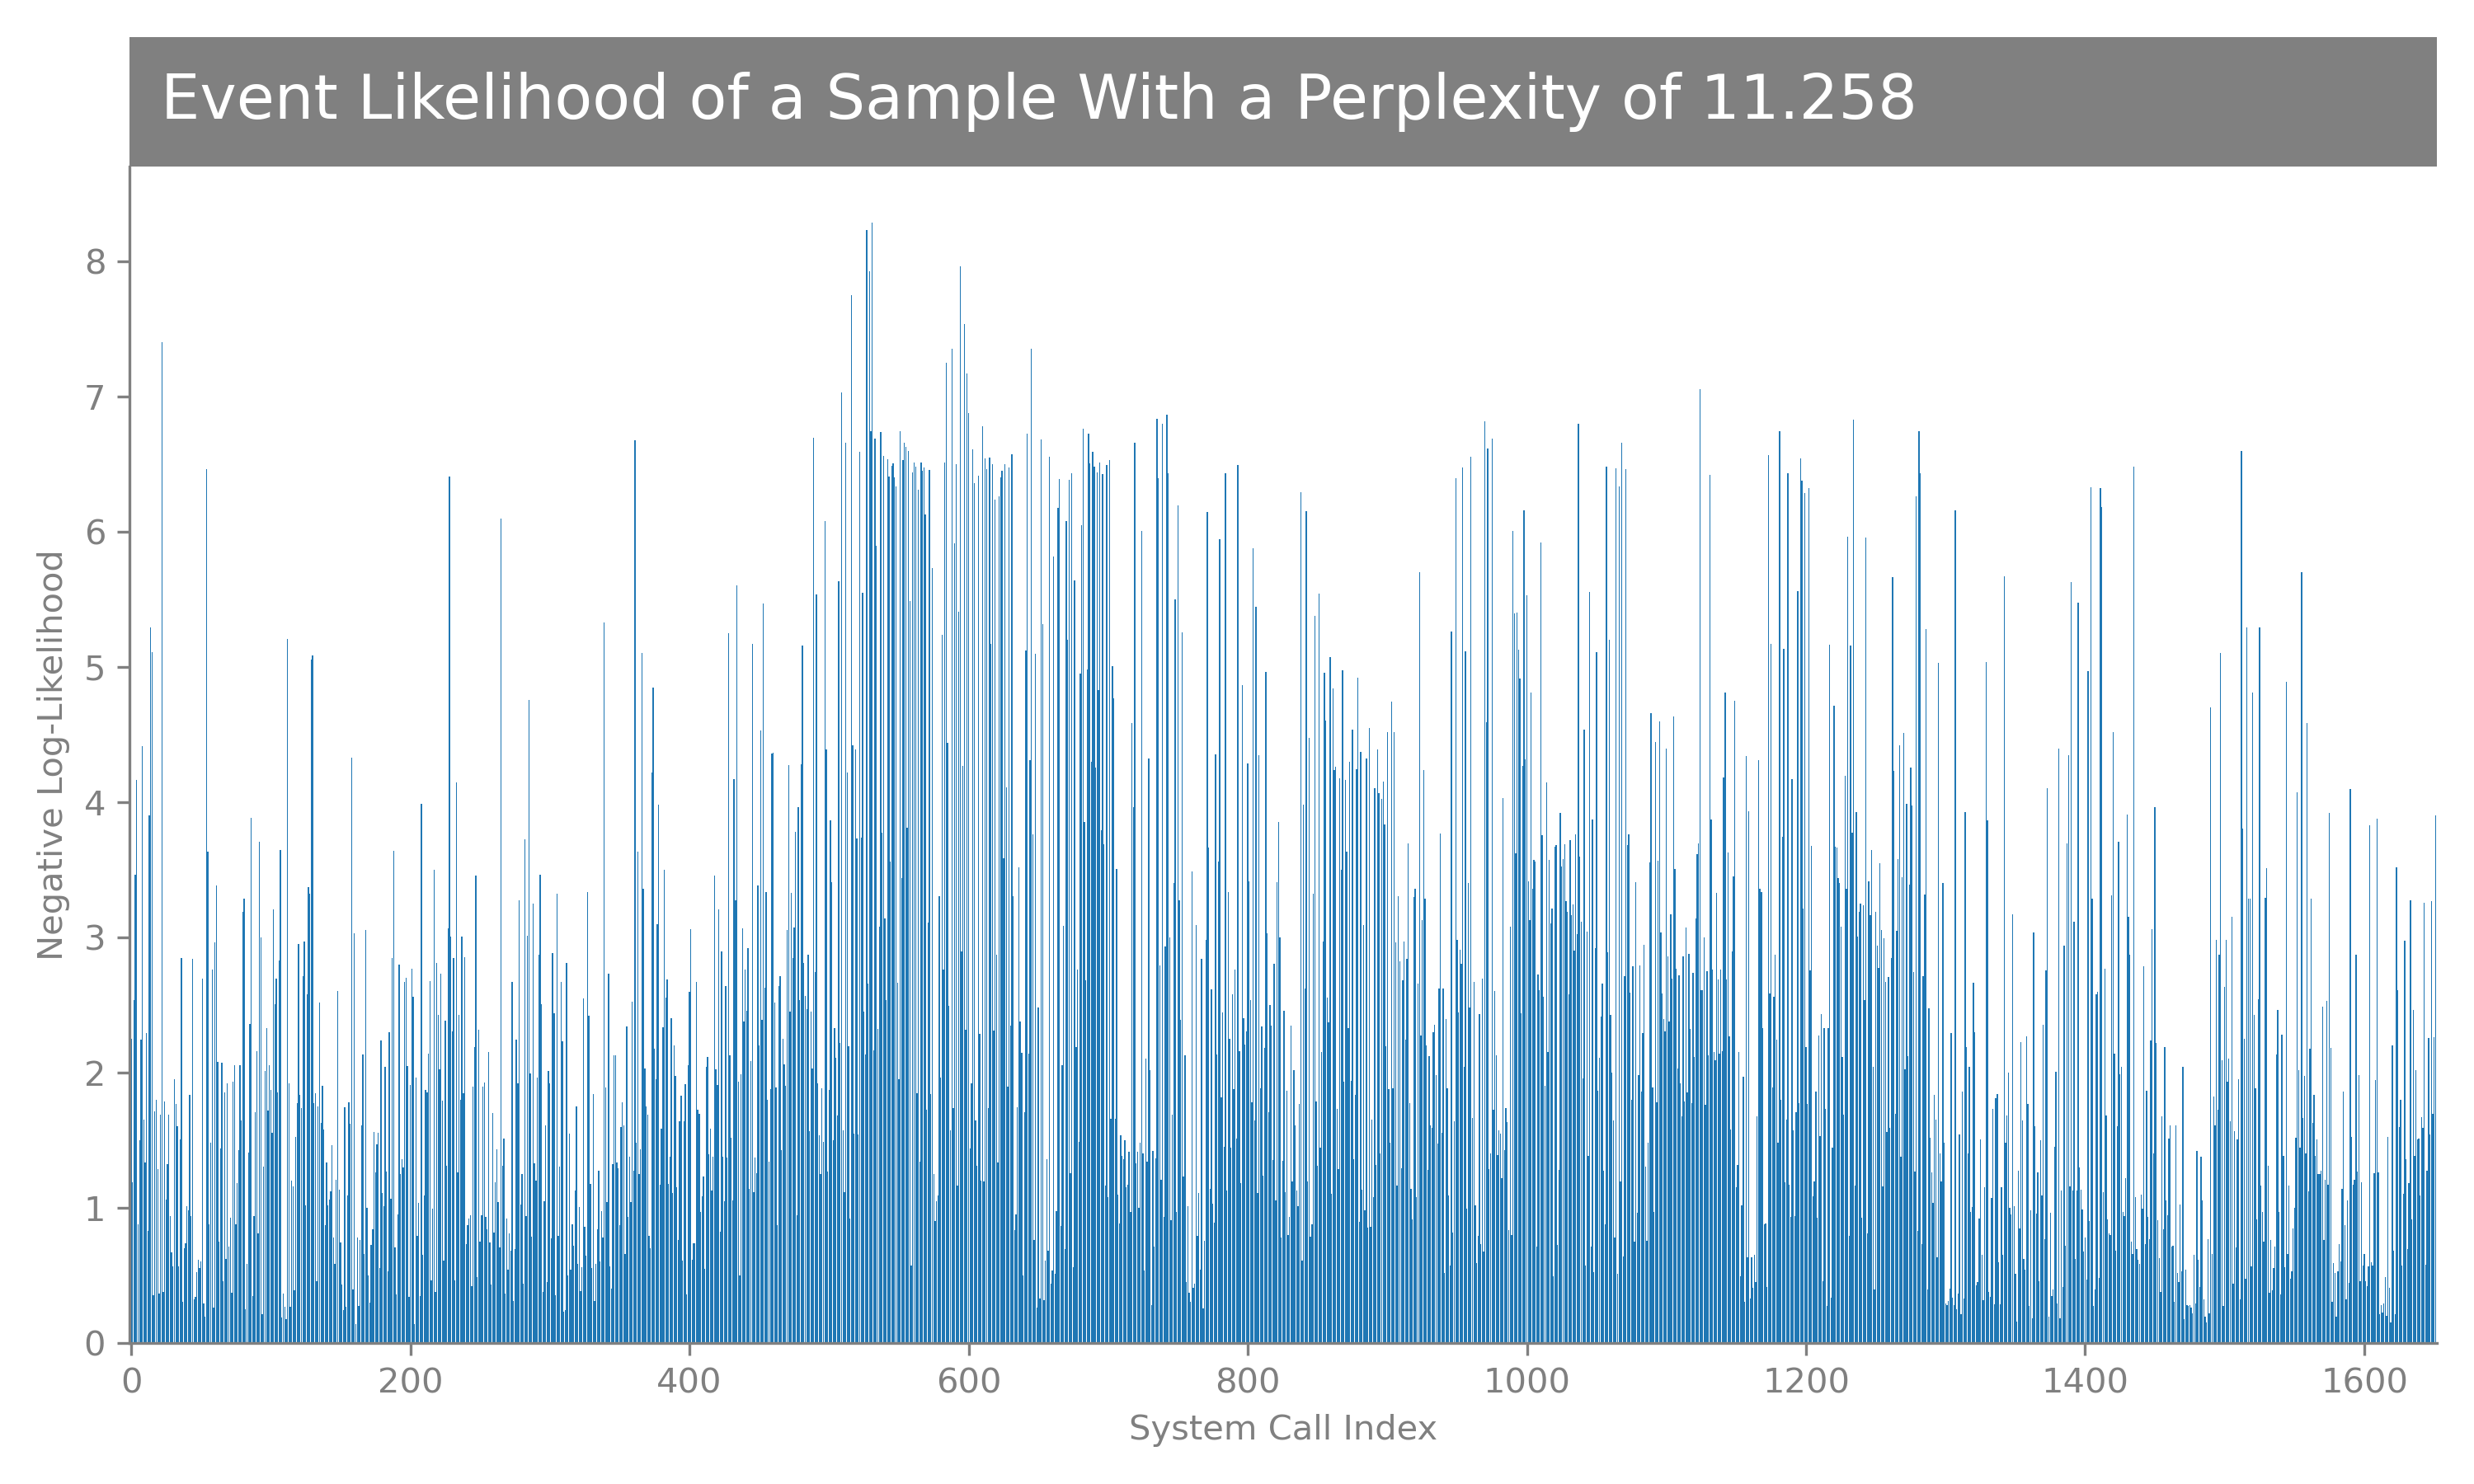 Event Likelihood of a Sample With a Perplexity of 11.258
8
7
6
5
4
3
2
1
0
Negative Log-Likelihood
0 200 400 600 800 1000 1200 1400 1600
System Call Index